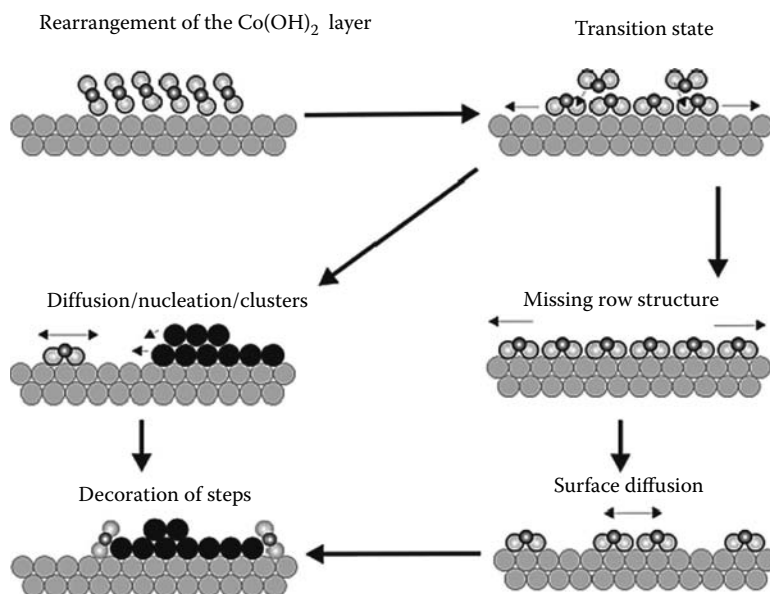 Rearrangement of the Co(OH)₂ layer
Transition state
Diffusion/nucleation/clusters
Missing row structure
Decoration of steps
Surface diffusion